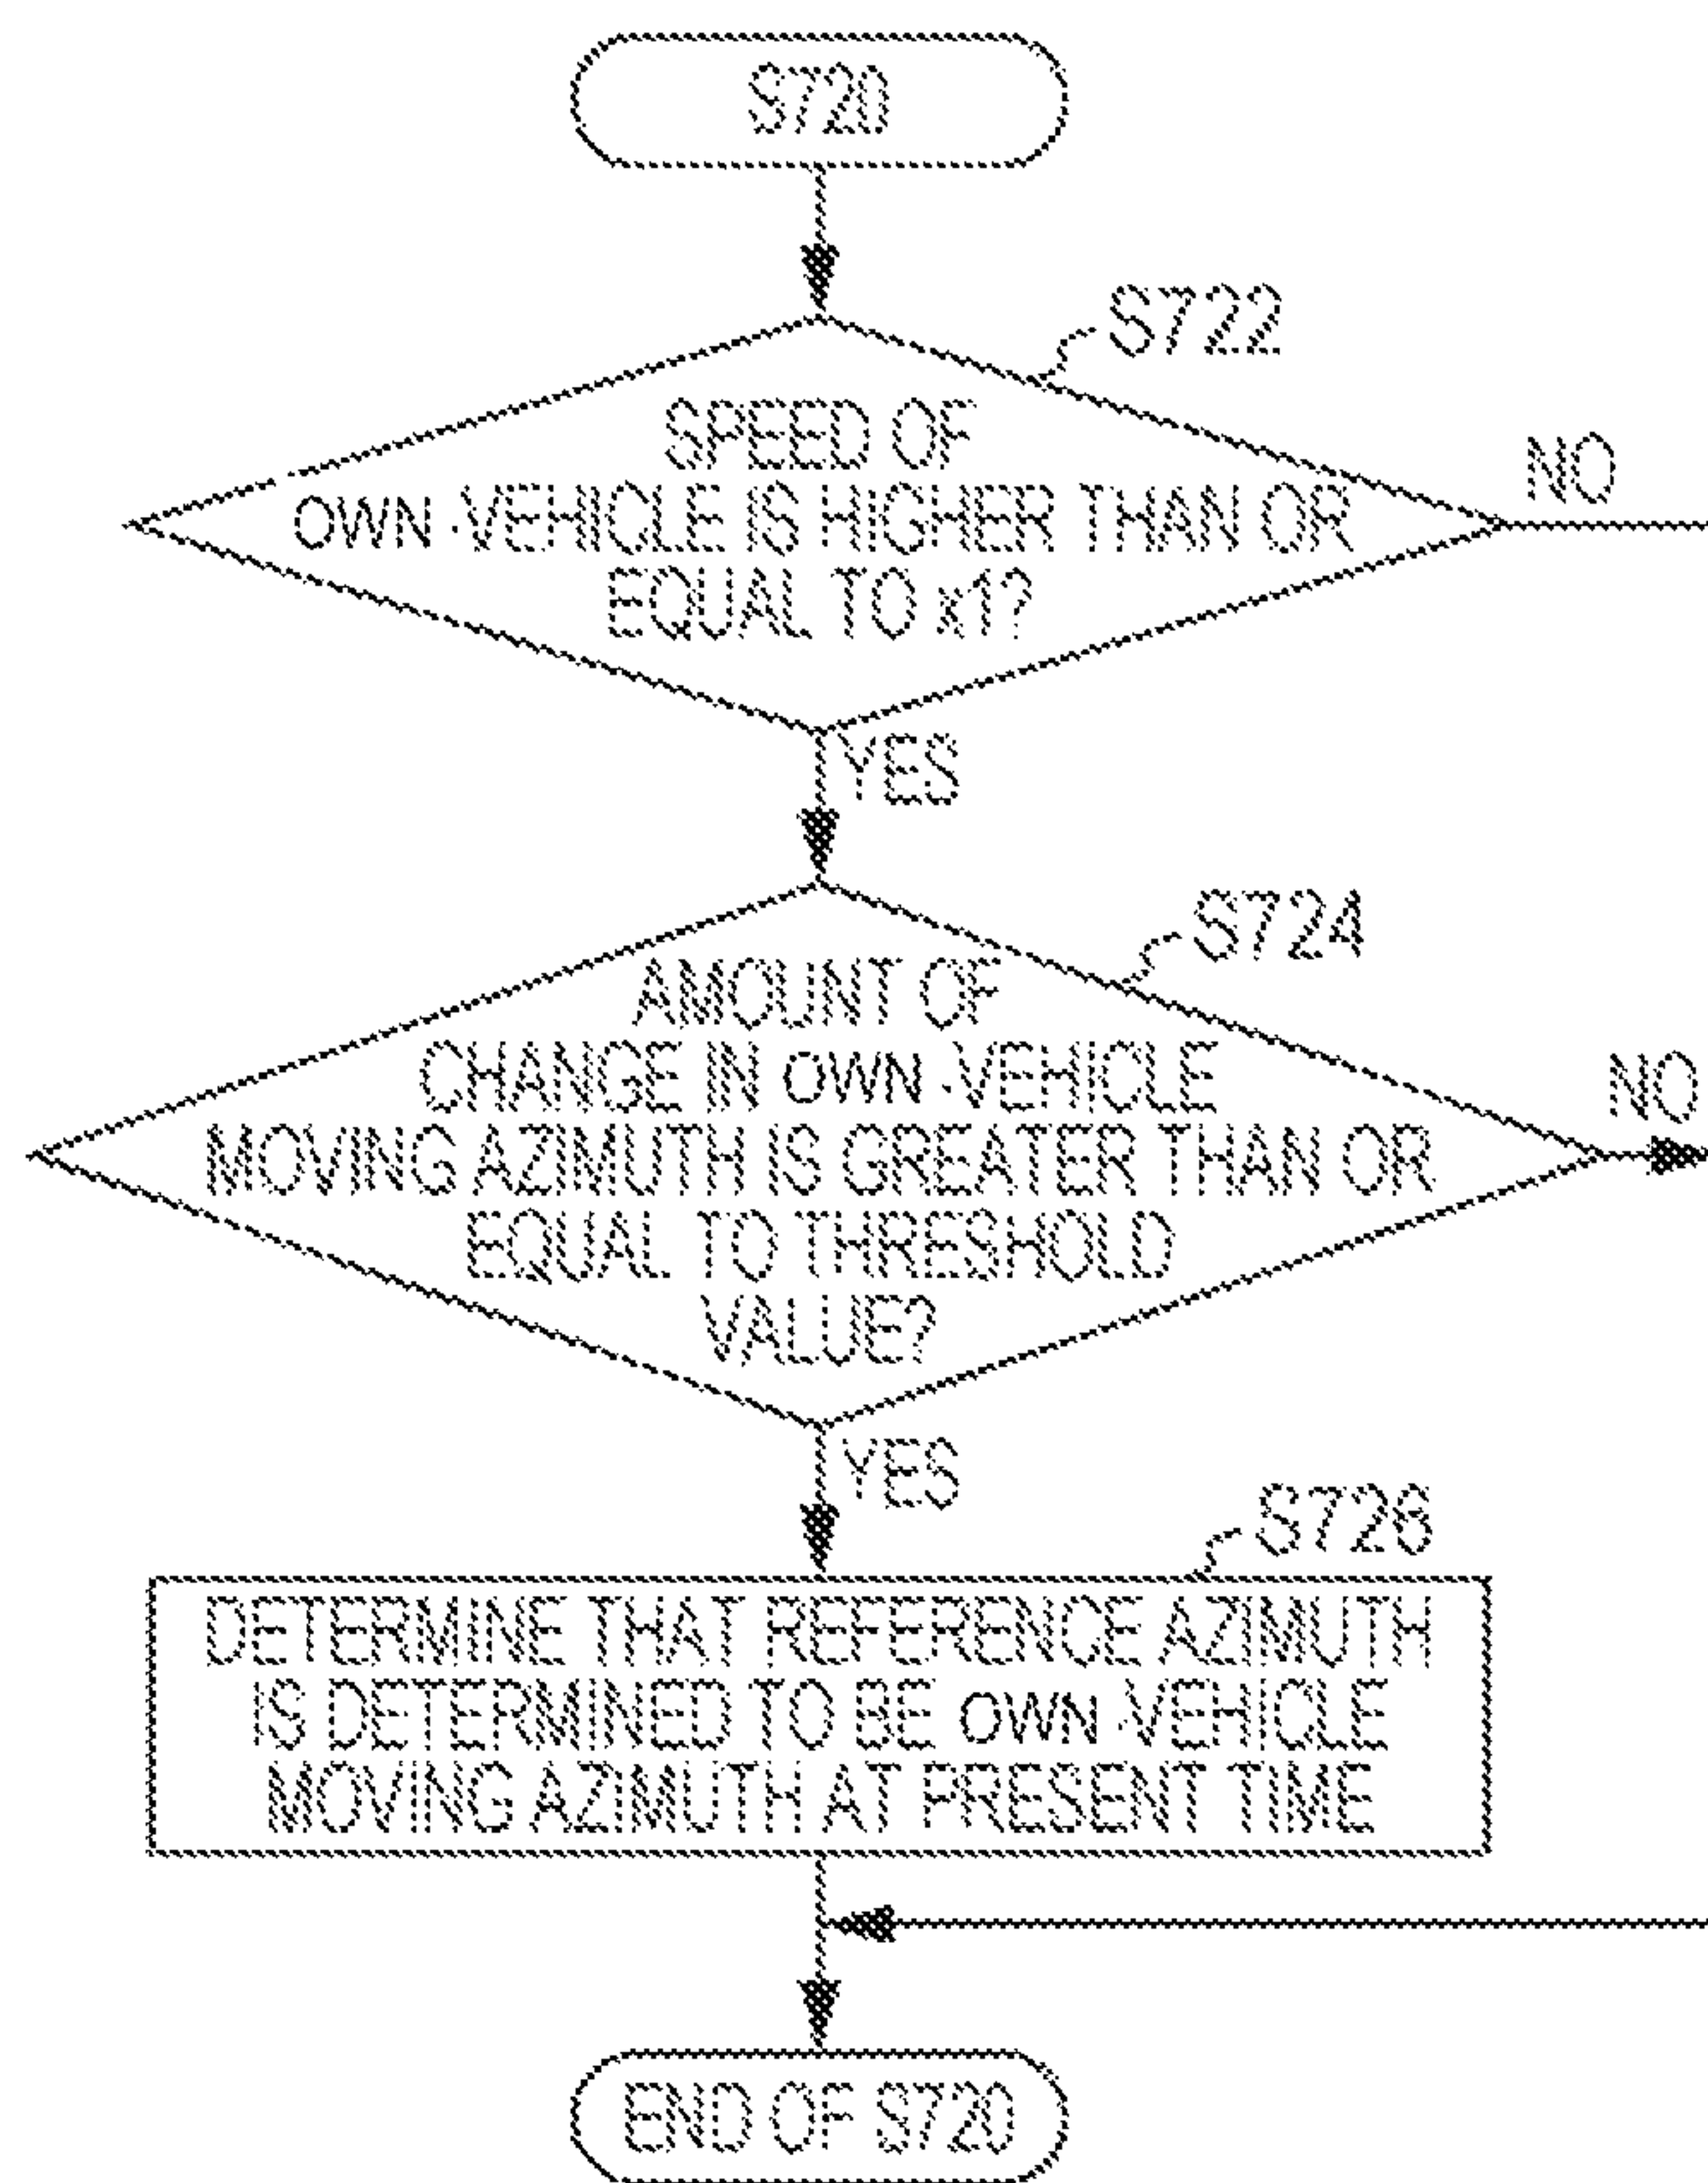 S720
S722
SPEED OF
OWN-VEHICLE IS HIGHER THAN OR
EQUAL TO x1?
NO
YES
S724
AMOUNT OF
CHANGE IN OWN-VEHICLE
MOVING AZIMUTH IS GREATER THAN OR
EQUAL TO THRESHOLD
VALUE?
NO
YES
S726
DETERMINE THAT REFERENCE AZIMUTH
IS DETERMINED TO BE OWN-VEHICLE
MOVING AZIMUTH AT PRESENT TIME
END OF S720